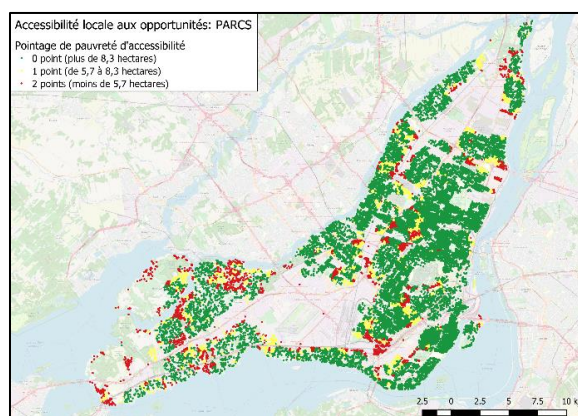 Accessibilité locale aux opportunités: PARCS
Pointage de pauvreté d'accessibilité
0 point (plus de 8,3 hectares)
1 point (de 5,7 à 8,3 hectares)
2 points (moins de 5,7 hectares)
2.5 0 2.5 5 7.5 10 k